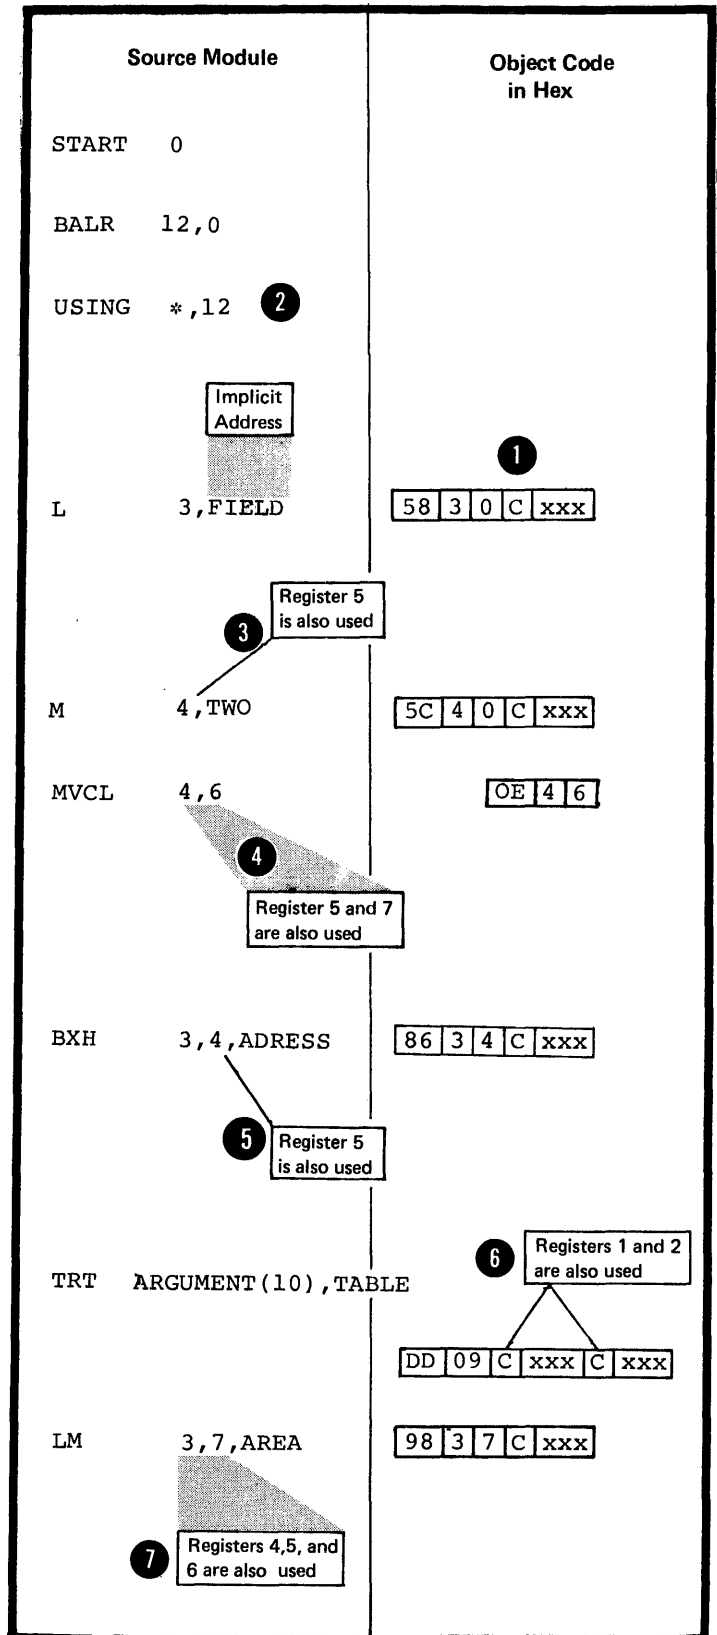 Source Module
Object Code
in Hex
START 0
BALR 12,0
USING *,12 2
Implicit
Address
1
L 3,FIELD 58 3 0 C xxx
Register 5
is also used
3
M 4,TWO 5C 4 0 C xxx
MVCL 4,6 OE 4 6
4
Register 5 and 7
are also used
BXH 3,4,ADRESS 86 3 4 C xxx
5
Register 5
is also used
6
Registers 1 and 2
are also used
TRT ARGUMENT(10),TABLE
DD 09 C xxx C xxx
LM 3,7,AREA 98 3 7 C xxx
7
Registers 4,5, and
6 are also used